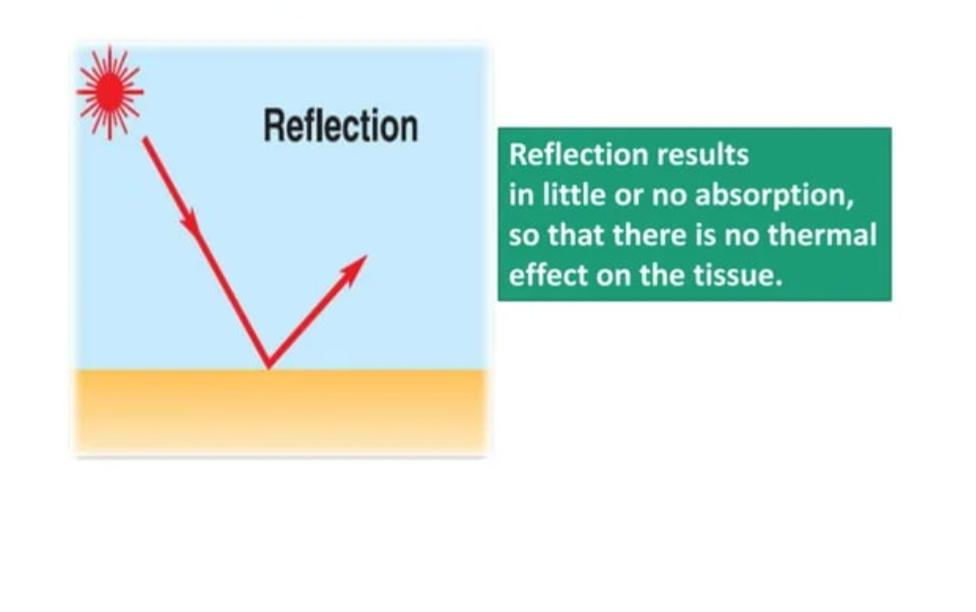 Reflection
Reflection results
in little or no absorption,
so that there is no thermal
effect on the tissue.